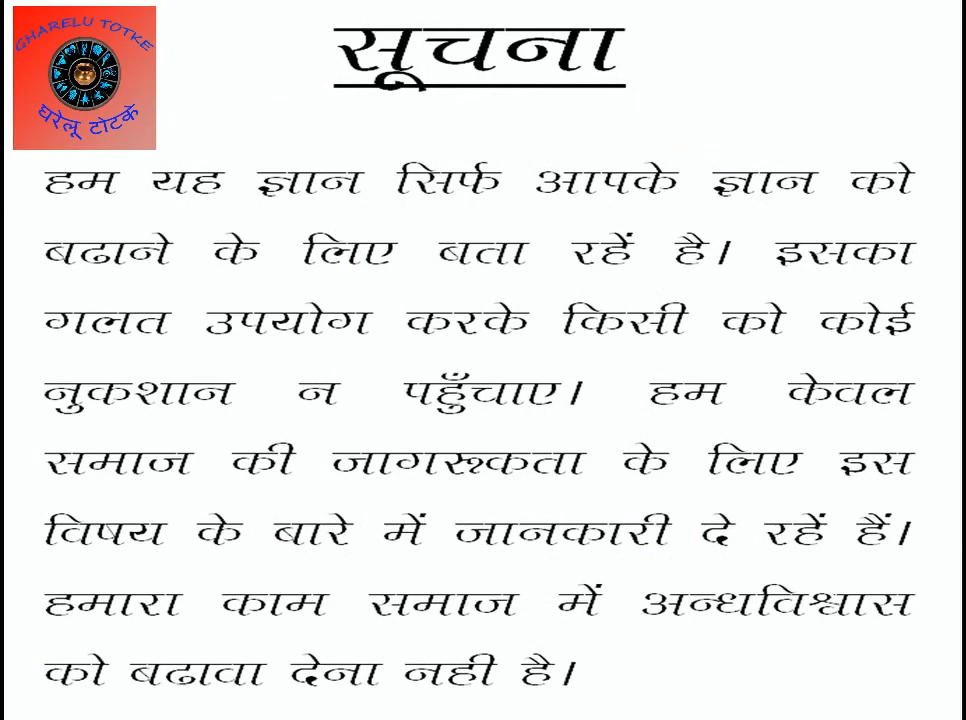 GHARELU TOTKE
घरेलू टोटके
सूचना
हम यह ज्ञान सिर्फ आपके ज्ञान को
बढाने के लिए बता रहें है। इसका
गलत उपयोग करके किसी को कोई
नुकशान न पहुँचाए। हम केवल
समाज की जागरूकता के लिए इस
विषय के बारे में जानकारी दे रहें हैं।
हमारा काम समाज में अन्धविश्वास
को बढावा देना नही है।